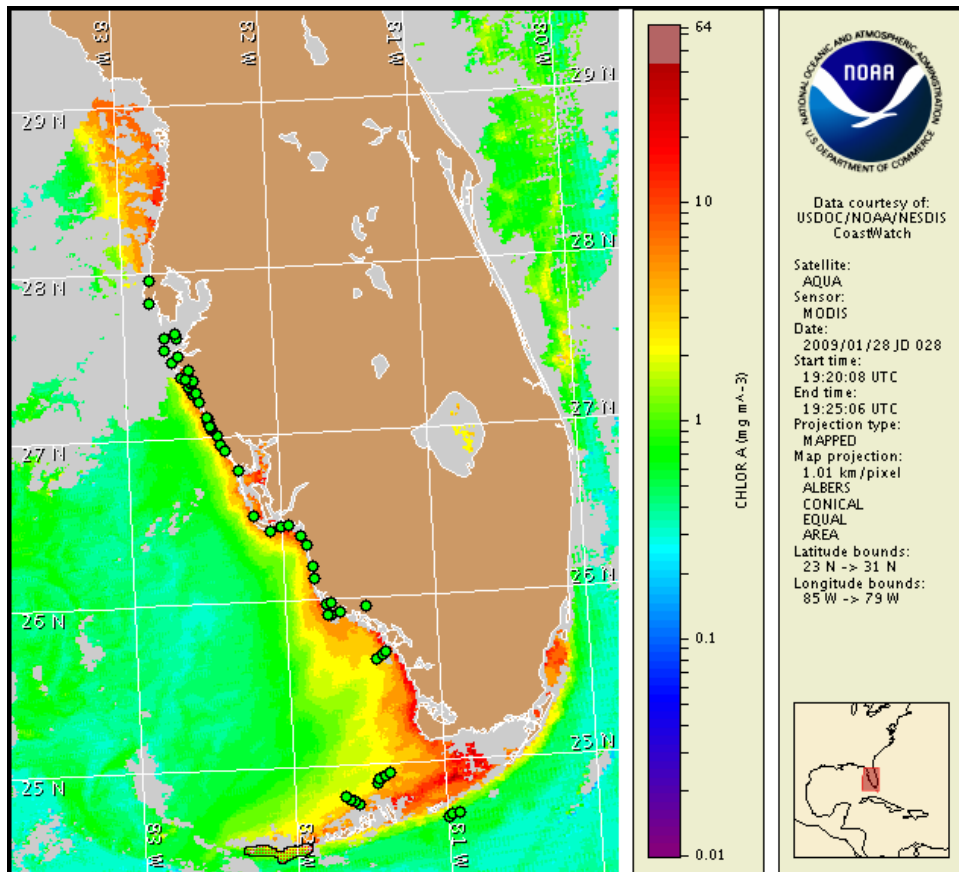 83 W
82 W
81 W
80 W
29 N
29 N
28 N
28 N
27 N
27 N
26 N
26 N
25 N
25 N
83 W
82 W
81 W
64
10
1
0.1
0.01
CHLOR A (mg m^-3)
NATIONAL OCEANIC AND ATMOSPHERIC ADMINISTRATION
NOAA
U.S. DEPARTMENT OF COMMERCE
Data courtesy of:
USDOC/NOAA/NESDIS
CoastWatch
Satellite:
AQUA
Sensor:
MODIS
Date:
2009/01/28 JD 028
Start time:
19:20:08 UTC
End time:
19:25:06 UTC
Projection type:
MAPPED
Map projection:
1.01 km/pixel
ALBERS
CONICAL
EQUAL
AREA
Latitude bounds:
23 N -> 31 N
Longitude bounds:
85 W -> 79 W